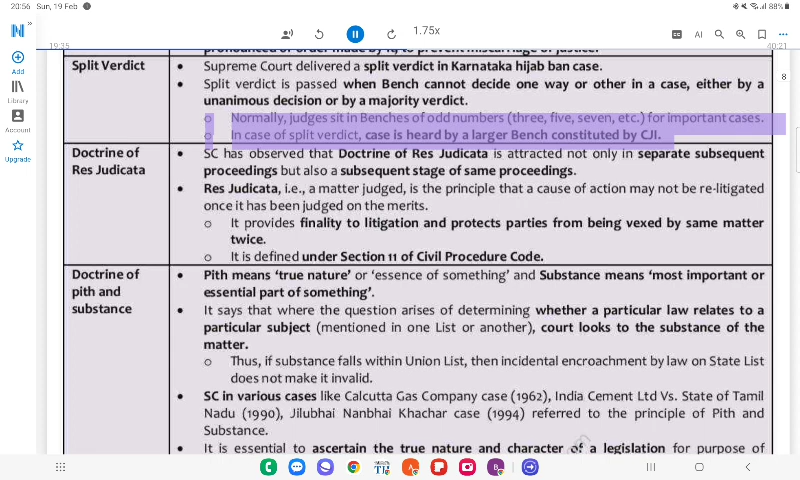 20:56 Sun, 19 Feb
88%
N »
1.75x
AI
19:35
40:21
8
Add
Library
Account
Upgrade
pronounced or order made by it, to prevent miscarriage of justice.
Split Verdict
• Supreme Court delivered a split verdict in Karnataka hijab ban case.
• Split verdict is passed when Bench cannot decide one way or other in a case, either by a
unanimous decision or by a majority verdict.
o Normally, judges sit in Benches of odd numbers (three, five, seven, etc.) for important cases.
o In case of split verdict, case is heard by a larger Bench constituted by CJI.
Doctrine of
Res Judicata
• SC has observed that Doctrine of Res Judicata is attracted not only in separate subsequent
proceedings but also a subsequent stage of same proceedings.
• Res Judicata, i.e., a matter judged, is the principle that a cause of action may not be re-litigated
once it has been judged on the merits.
o It provides finality to litigation and protects parties from being vexed by same matter
twice.
o It is defined under Section 11 of Civil Procedure Code.
Doctrine of
pith and
substance
• Pith means 'true nature' or 'essence of something' and Substance means 'most important or
essential part of something'.
• It says that where the question arises of determining whether a particular law relates to a
particular subject (mentioned in one List or another), court looks to the substance of the
matter.
o Thus, if substance falls within Union List, then incidental encroachment by law on State List
does not make it invalid.
• SC in various cases like Calcutta Gas Company case (1962), India Cement Ltd Vs. State of Tamil
Nadu (1990), Jilubhai Nanbhai Khachar case (1994) referred to the principle of Pith and
Substance.
• It is essential to ascertain the true nature and character of a legislation for purpose of